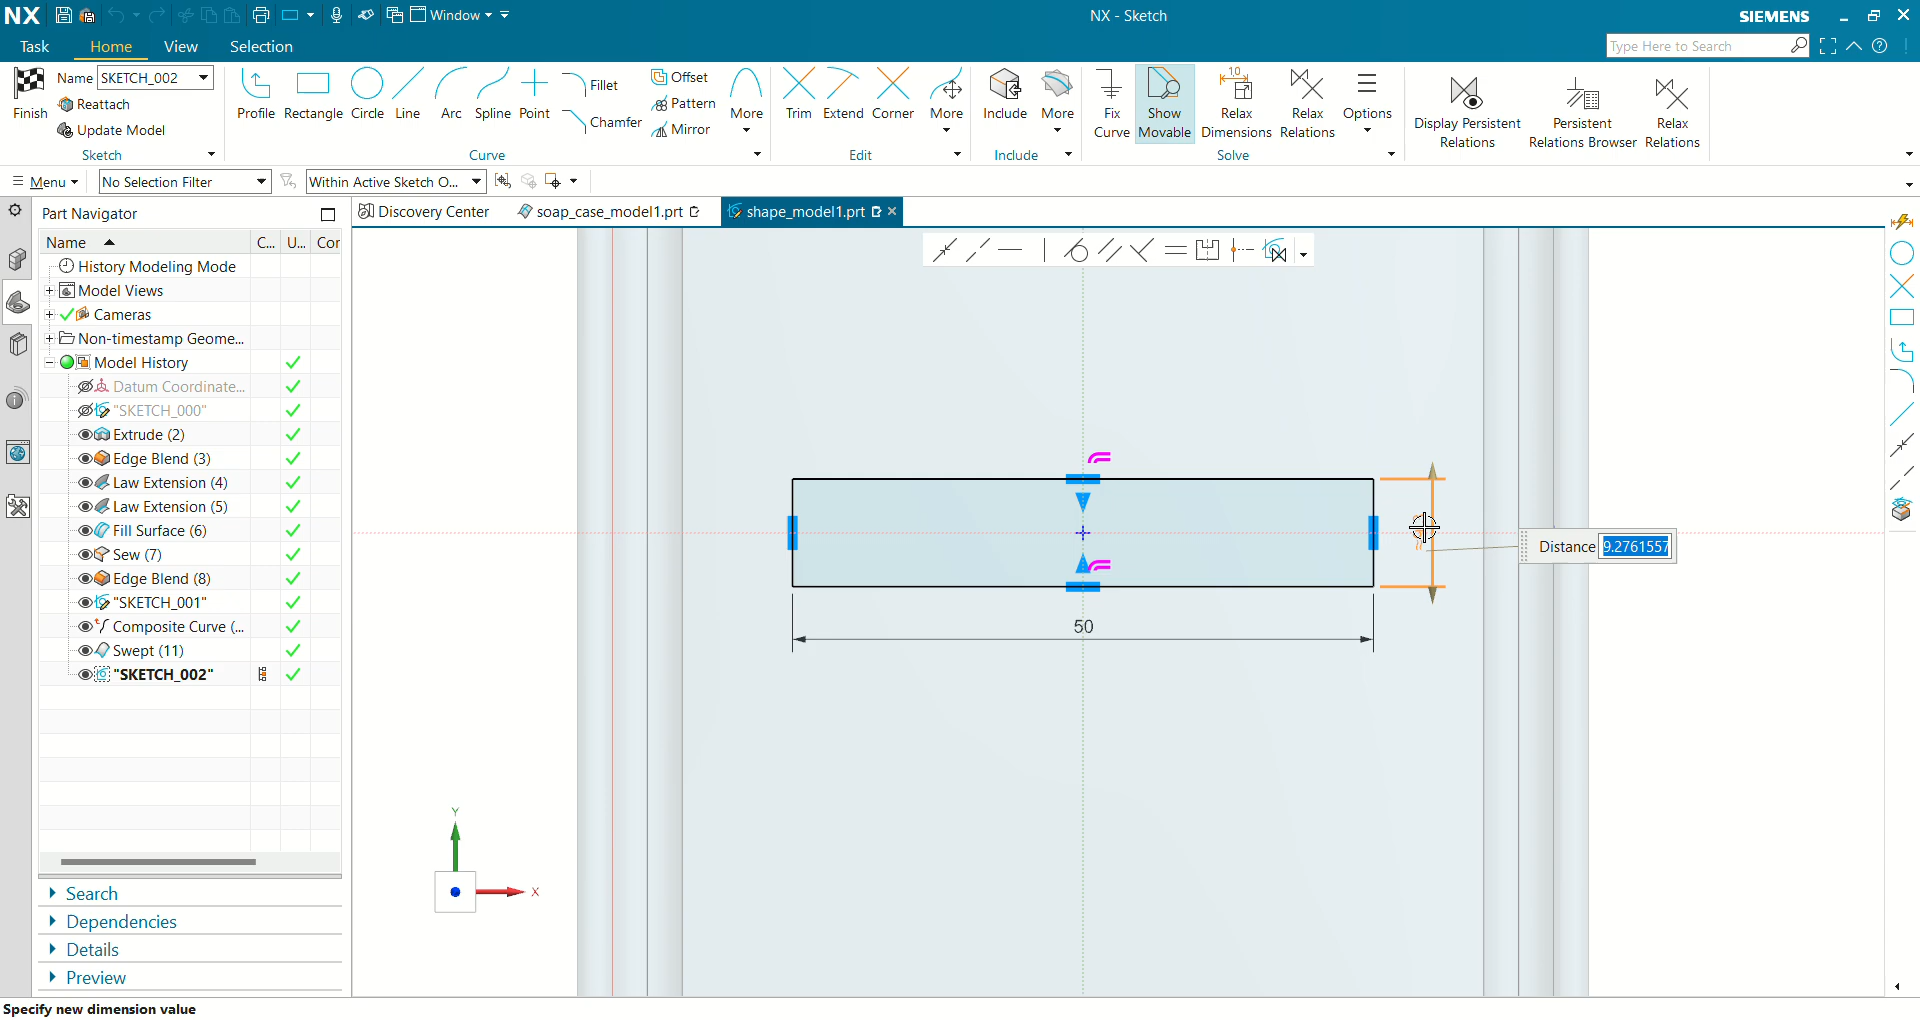 NX
Window
NX - Sketch
SIEMENS
Task
Home
View
Selection
Type Here to Search
Finish
Name
SKETCH_002
Reattach
Update Model
Sketch
Profile
Rectangle
Circle
Line
Arc
Spline
Point
Fillet
Chamfer
Offset
Pattern
Mirror
More
Curve
Trim
Extend
Corner
More
Edit
Include
More
Include
Fix
Curve
Show
Movable
Relax
Dimensions
Relax
Relations
Options
Solve
Display Persistent
Relations
Persistent
Relations Browser
Relax
Relations
Menu
No Selection Filter
Within Active Sketch O...
Part Navigator
Discovery Center
soap_case_model1.prt
shape_model1.prt
Name
C...
U...
Cor
History Modeling Mode
Model Views
Cameras
Non-timestamp Geome...
Model History
Datum Coordinate...
"SKETCH_000"
Extrude (2)
Edge Blend (3)
Law Extension (4)
Law Extension (5)
Fill Surface (6)
Sew (7)
Edge Blend (8)
"SKETCH_001"
Composite Curve (...
Swept (11)
"SKETCH_002"
Search
Dependencies
Details
Preview
50
Distance
9.2761557
Y
X
Specify new dimension value